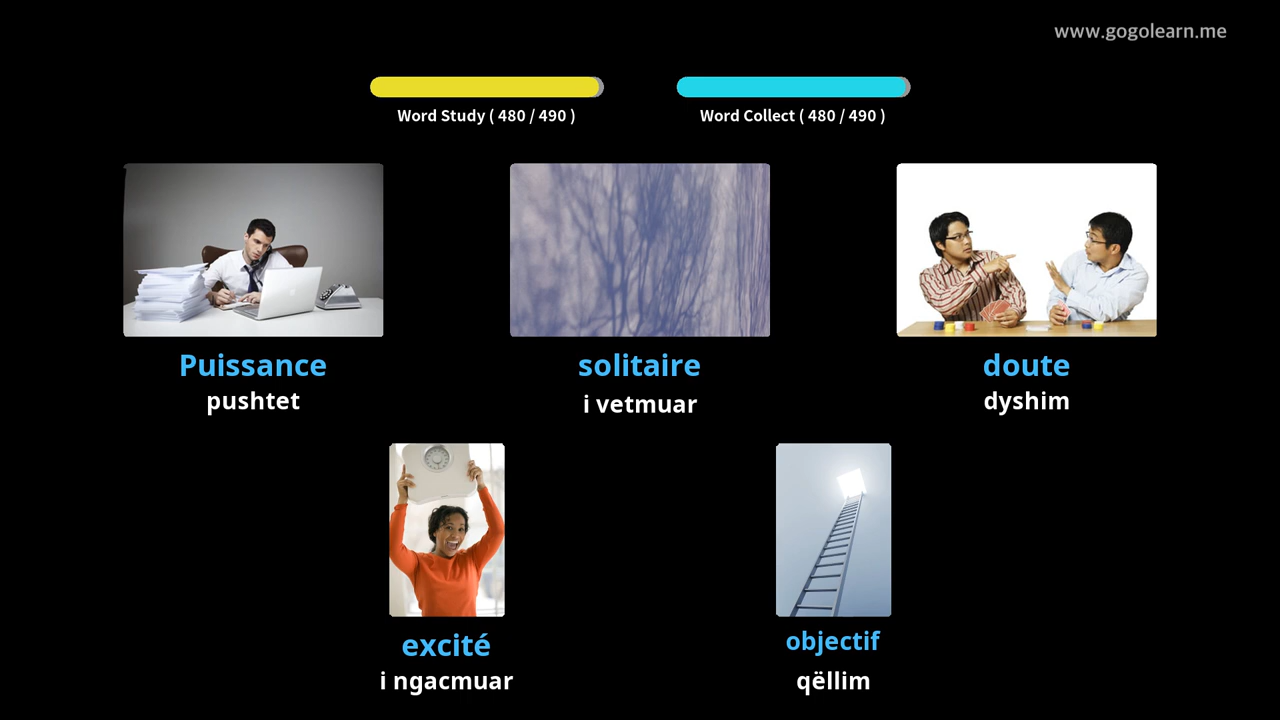 www.gogolearn.me
Word Study ( 480 / 490 )
Word Collect ( 480 / 490 )
Puissance
pushtet
solitaire
i vetmuar
doute
dyshim
excité
i ngacmuar
objectif
qëllim